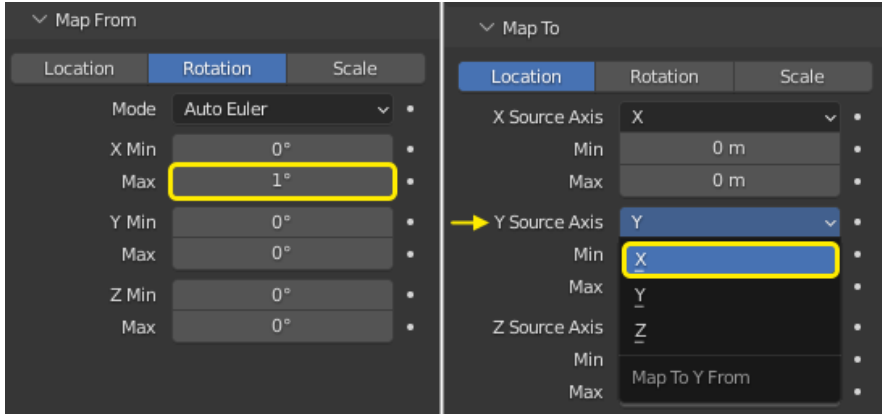 Map From
Location Rotation Scale
Mode Auto Euler
X Min 0°
Max 1°
Y Min 0°
Max 0°
Z Min 0°
Max 0°
Map To
Location Rotation Scale
X Source Axis X
Min 0 m
Max 0 m
Y Source Axis Y
Min X
Max Y
Z Source Axis Z
Min
Map To Y From
Max